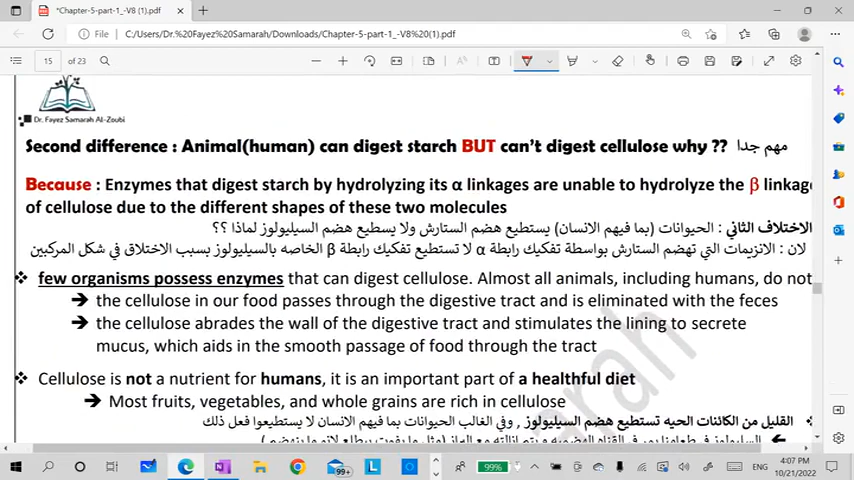 *Chapter-5-part-1_-V8 (1).pdf
File | C:/Users/Dr.%20Fayez%20Samarah/Downloads/Chapter-5-part-1_-V8%20(1).pdf
15 of 23
Dr. Fayez Samarah Al-Zoubi
Second difference : Animal(human) can digest starch BUT can't digest cellulose why ?? مهم جدا
Because : Enzymes that digest starch by hydrolyzing its α linkages are unable to hydrolyze the β linkage
of cellulose due to the different shapes of these two molecules
الاختلاف الثاني : الحيوانات (بما فيهم الانسان) يستطيع هضم الستارش ولا يسطيع هضم السيليولوز لماذا ؟؟
لان : الانزيمات التي تهضم الستارش بواسطة تفكيك رابطة α لا تستطيع تفكيك رابطة β الخاصه بالسيليولوز بسبب الاختلاق في شكل المركبين
❖ few organisms possess enzymes that can digest cellulose. Almost all animals, including humans, do not
➔ the cellulose in our food passes through the digestive tract and is eliminated with the feces
➔ the cellulose abrades the wall of the digestive tract and stimulates the lining to secrete
mucus, which aids in the smooth passage of food through the tract
❖ Cellulose is not a nutrient for humans, it is an important part of a healthful diet
➔ Most fruits, vegetables, and whole grains are rich in cellulose
القليل من الكائنات الحيه تستطيع هضم السيليولوز , وفي الغالب الحيوانات بما فيهم الانسان لا يستطيعوا فعل ذلك
arah
99+
99%
ENG
4:07 PM
10/21/2022